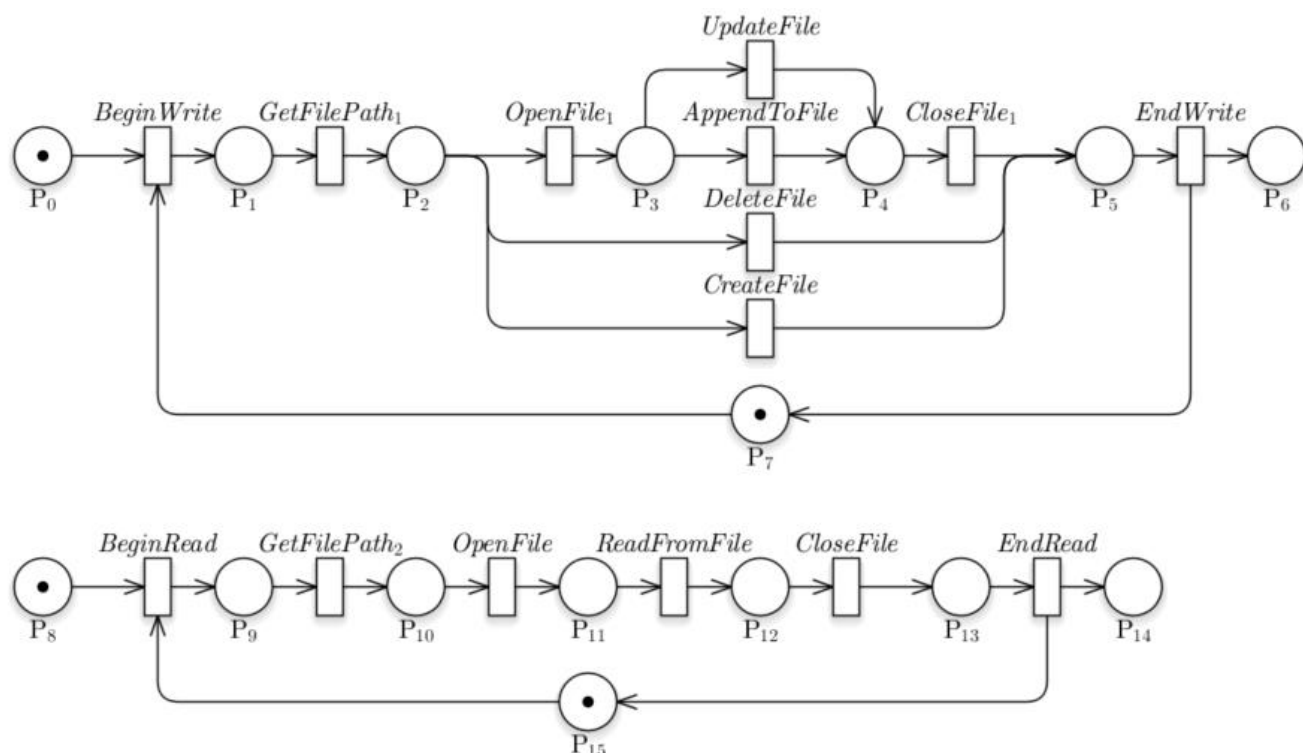 UpdateFile
BeginWrite GetFilePath₁ OpenFile₁ AppendToFile CloseFile₁ EndWrite
P₀ P₁ P₂ P₃ P₄ P₅ P₆
DeleteFile
CreateFile
P₇
BeginRead GetFilePath₂ OpenFile ReadFromFile CloseFile EndRead
P₈ P₉ P₁₀ P₁₁ P₁₂ P₁₃ P₁₄
P₁₅